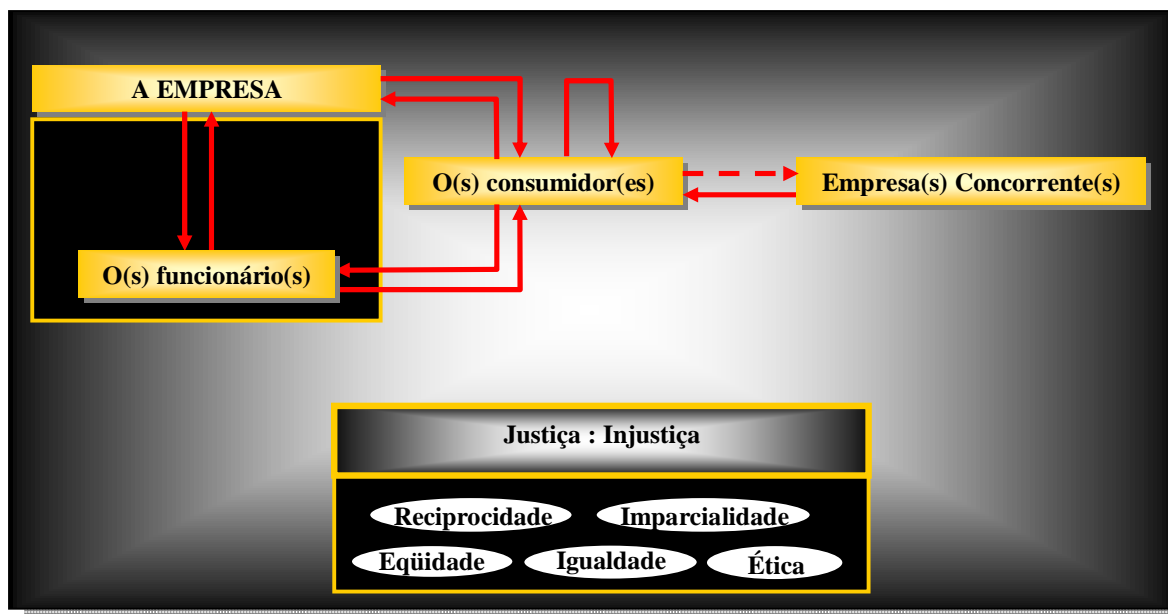 A EMPRESA
O(s) consumidor(es)
Empresa(s) Concorrente(s)
O(s) funcionário(s)
Justiça : Injustiça
Reciprocidade
Imparcialidade
Eqüidade
Igualdade
Ética